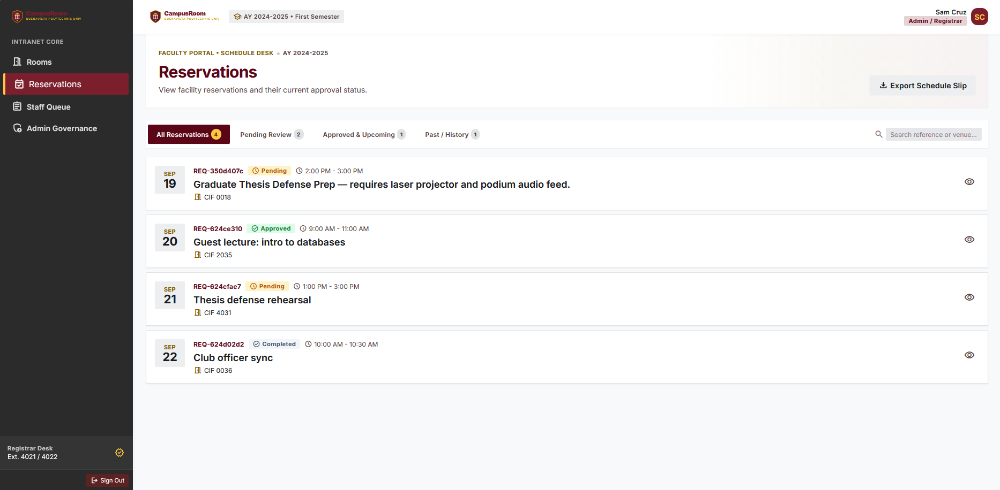 CampusRoom
BUENAVISTA POLYTECHNIC UNIV
INTRANET CORE
Rooms
Reservations
Staff Queue
Admin Governance
Registrar Desk
Ext. 4021 / 4022
Sign Out
CampusRoom
BUENAVISTA POLYTECHNIC UNIV
AY 2024-2025 • First Semester
Sam Cruz
Admin / Registrar
SC
FACULTY PORTAL • SCHEDULE DESK • AY 2024-2025
Reservations
View facility reservations and their current approval status.
Export Schedule Slip
All Reservations 4
Pending Review 2
Approved & Upcoming 1
Past / History 1
Search reference or venue...
SEP
19
REQ-350d407c Pending 2:00 PM - 3:00 PM
Graduate Thesis Defense Prep — requires laser projector and podium audio feed.
CIF 0018
SEP
20
REQ-624ce310 Approved 9:00 AM - 11:00 AM
Guest lecture: intro to databases
CIF 2035
SEP
21
REQ-624cfae7 Pending 1:00 PM - 3:00 PM
Thesis defense rehearsal
CIF 4031
SEP
22
REQ-624d02d2 Completed 10:00 AM - 10:30 AM
Club officer sync
CIF 0036